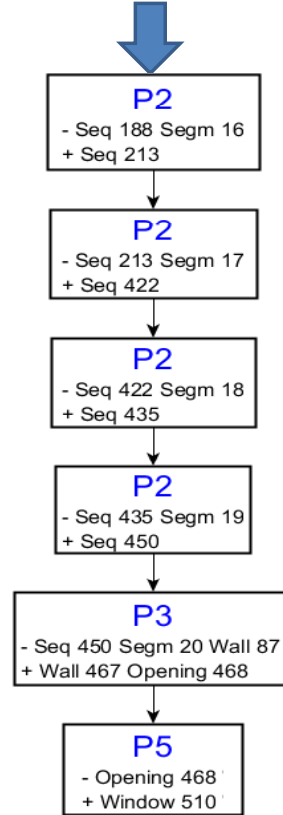 P2
- Seq 188 Segm 16
+ Seq 213
P2
- Seq 213 Segm 17
+ Seq 422
P2
- Seq 422 Segm 18
+ Seq 435
P2
- Seq 435 Segm 19
+ Seq 450
P3
- Seq 450 Segm 20 Wall 87
+ Wall 467 Opening 468
P5
- Opening 468
+ Window 510